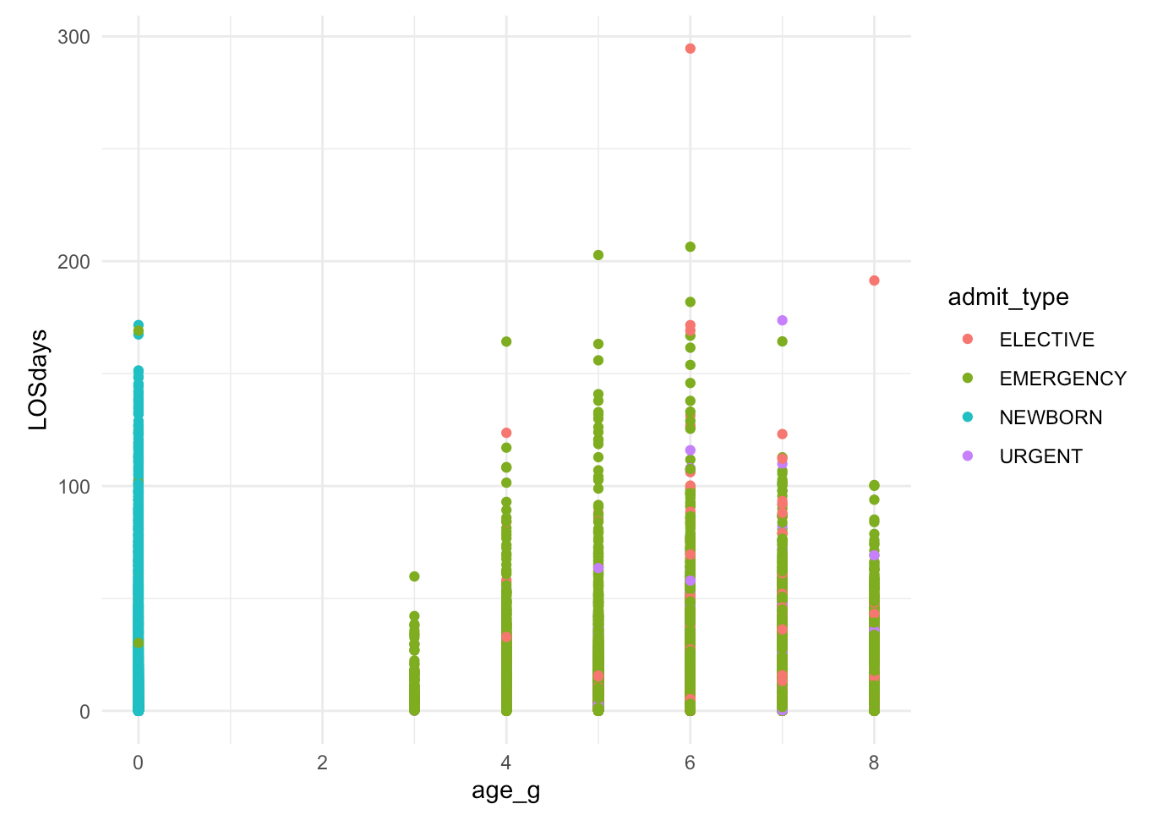 300
200
100
0
0 2 4 6 8
age_g
LOSdays
admit_type
ELECTIVE
EMERGENCY
NEWBORN
URGENT